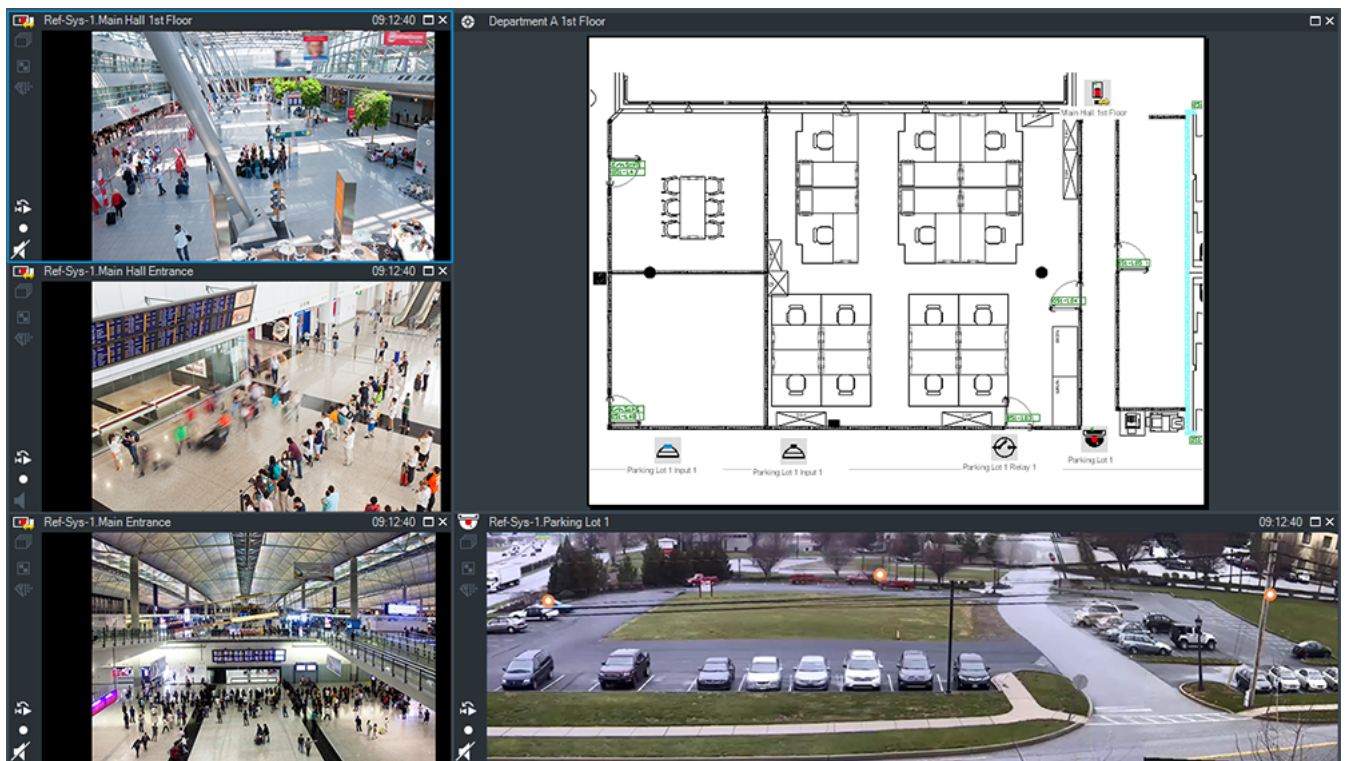 Ref-Sys-1.Main Hall 1st Floor 09:12:40
Department A 1st Floor
Main Hall 1st Floor
Ref-Sys-1.Main Hall Entrance 09:12:40
Parking Lot 1 Input 1
Parking Lot 1 Input 1
Parking Lot 1 Relay 1
Parking Lot 1
Ref-Sys-1.Main Entrance 09:12:40
Ref-Sys-1.Parking Lot 1 09:12:40